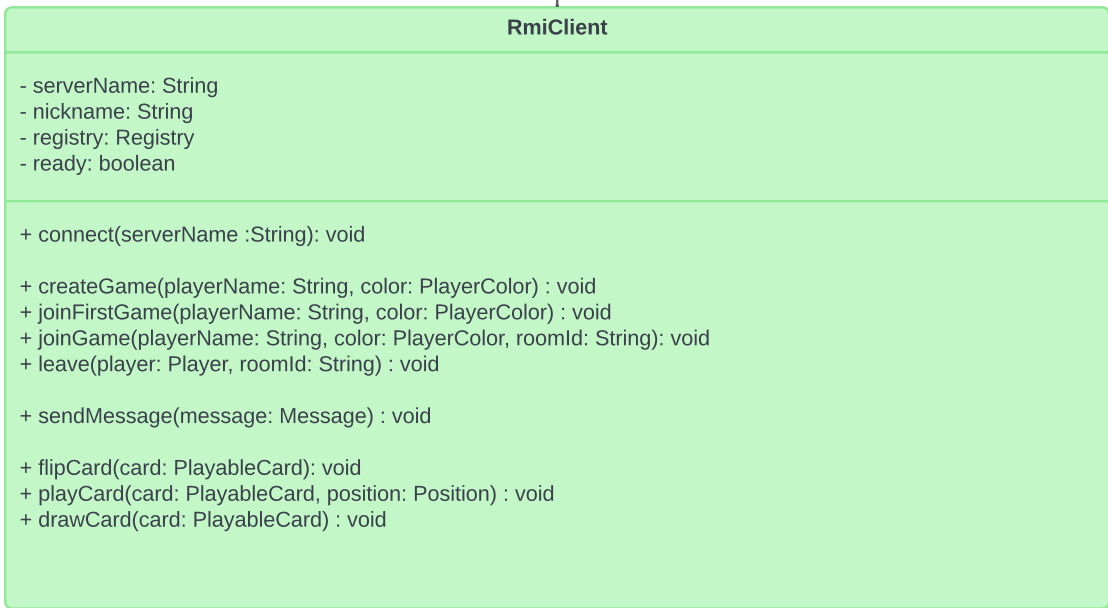 RmiClient
- serverName: String
- nickname: String
- registry: Registry
- ready: boolean
+ connect(serverName :String): void
+ createGame(playerName: String, color: PlayerColor) : void
+ joinFirstGame(playerName: String, color: PlayerColor) : void
+ joinGame(playerName: String, color: PlayerColor, roomId: String): void
+ leave(player: Player, roomId: String) : void
+ sendMessage(message: Message) : void
+ flipCard(card: PlayableCard): void
+ playCard(card: PlayableCard, position: Position) : void
+ drawCard(card: PlayableCard) : void